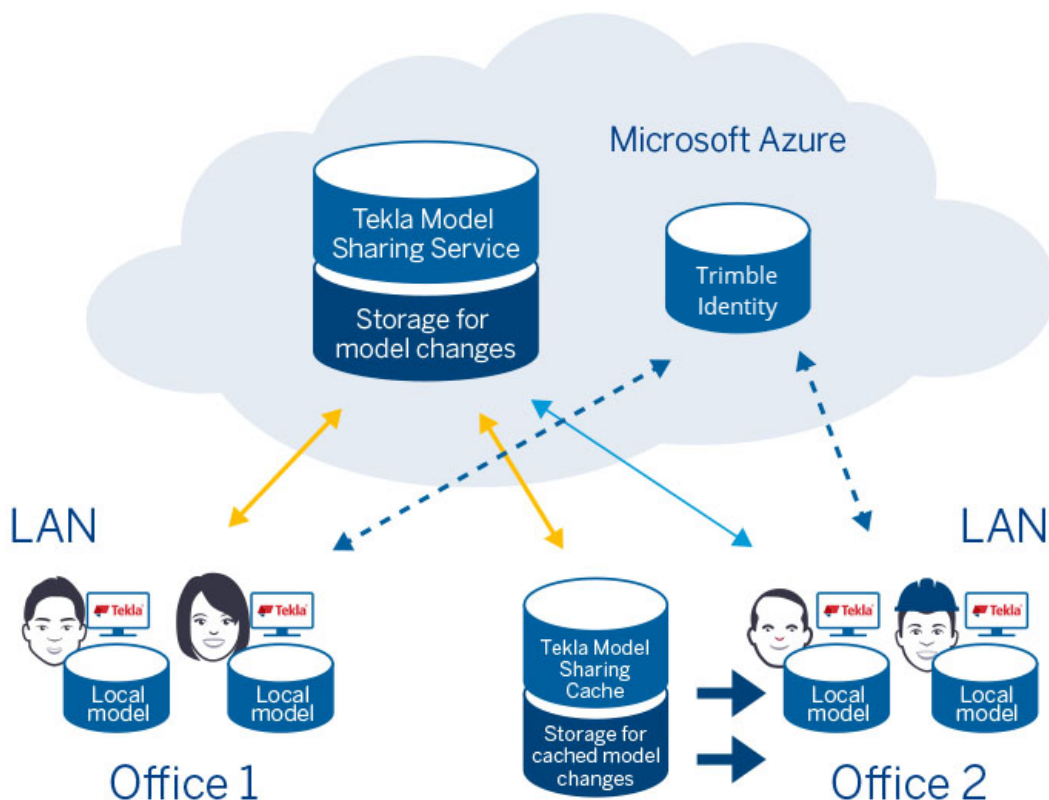 Microsoft Azure
Tekla Model
Sharing Service
Storage for
model changes
Trimble
Identity
LAN
LAN
Tekla
Tekla
Local
model
Local
model
Office 1
Tekla Model
Sharing
Cache
Storage for
cached model
changes
Tekla
Tekla
Local
model
Local
model
Office 2